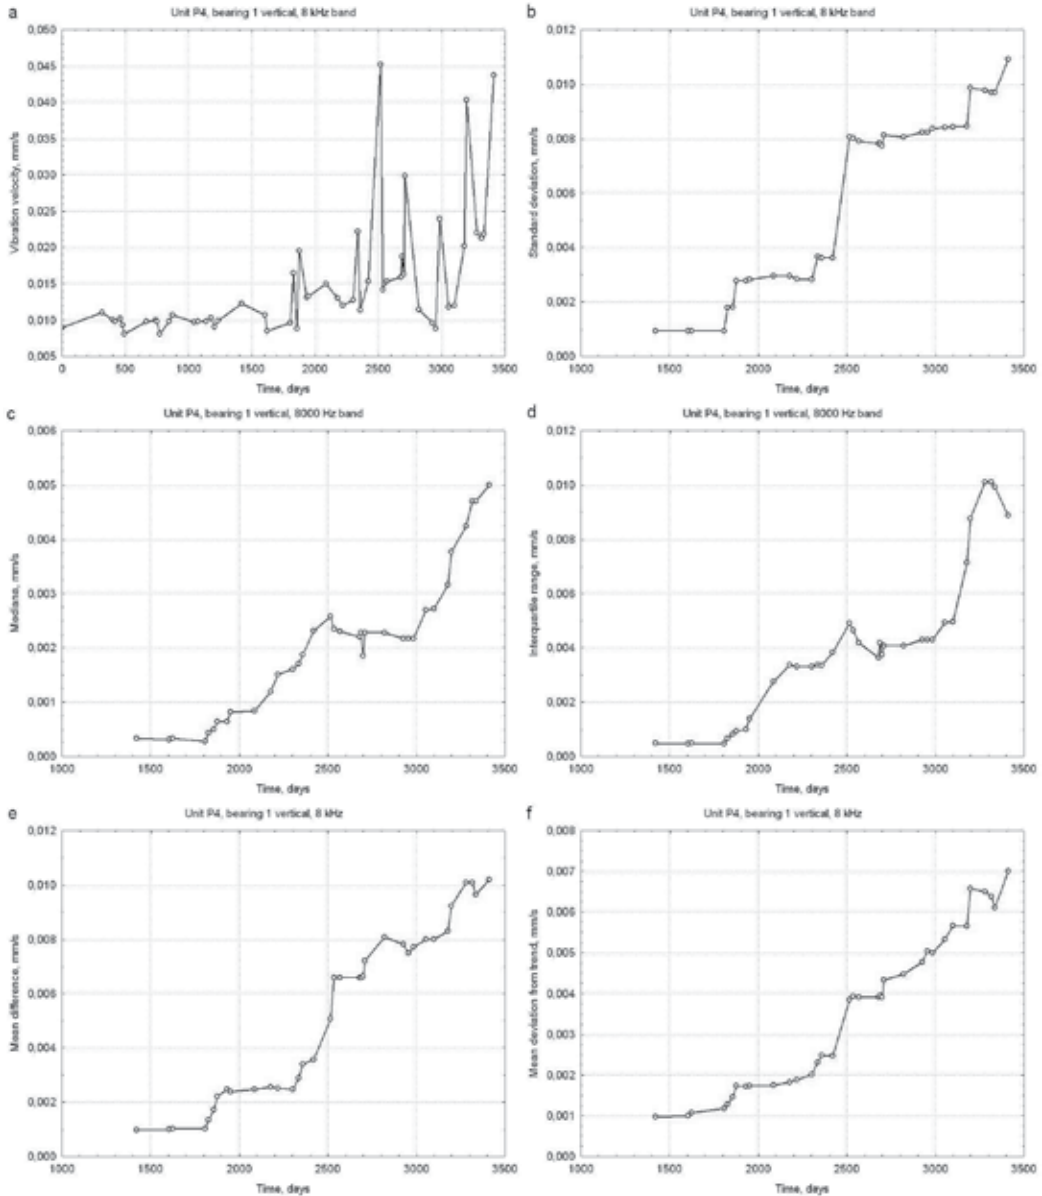 a
Unit P4, bearing 1 vertical, 8 kHz band
0,050
0,045
0,040
0,035
0,030
0,025
0,020
0,015
0,010
0,005
Vibration velocity, mm/s
0 500 1000 1500 2000 2500 3000 3500
Time, days
b
Unit P4, bearing 1 vertical, 8 kHz band
0,012
0,010
0,008
0,006
0,004
0,002
0,000
Standard deviation, mm/s
1000 1500 2000 2500 3000 3500
Time, days
c
Unit P4, bearing 1 vertical, 8000 Hz band
0,006
0,005
0,004
0,003
0,002
0,001
0,000
Mediana, mm/s
1000 1500 2000 2500 3000 3500
Time, days
d
Unit P4, bearing 1 vertical, 8000 Hz band
0,012
0,010
0,008
0,006
0,004
0,002
0,000
Interquartile range, mm/s
1000 1500 2000 2500 3000 3500
Time, days
e
Unit P4, bearing 1 vertical, 8 kHz
0,012
0,010
0,008
0,006
0,004
0,002
0,000
Mean difference, mm/s
1000 1500 2000 2500 3000 3500
Time, days
f
Unit P4, bearing 1 vertical, 8 kHz
0,008
0,007
0,006
0,005
0,004
0,003
0,002
0,001
0,000
Mean deviation from trend, mm/s
1000 1500 2000 2500 3000 3500
Time, days